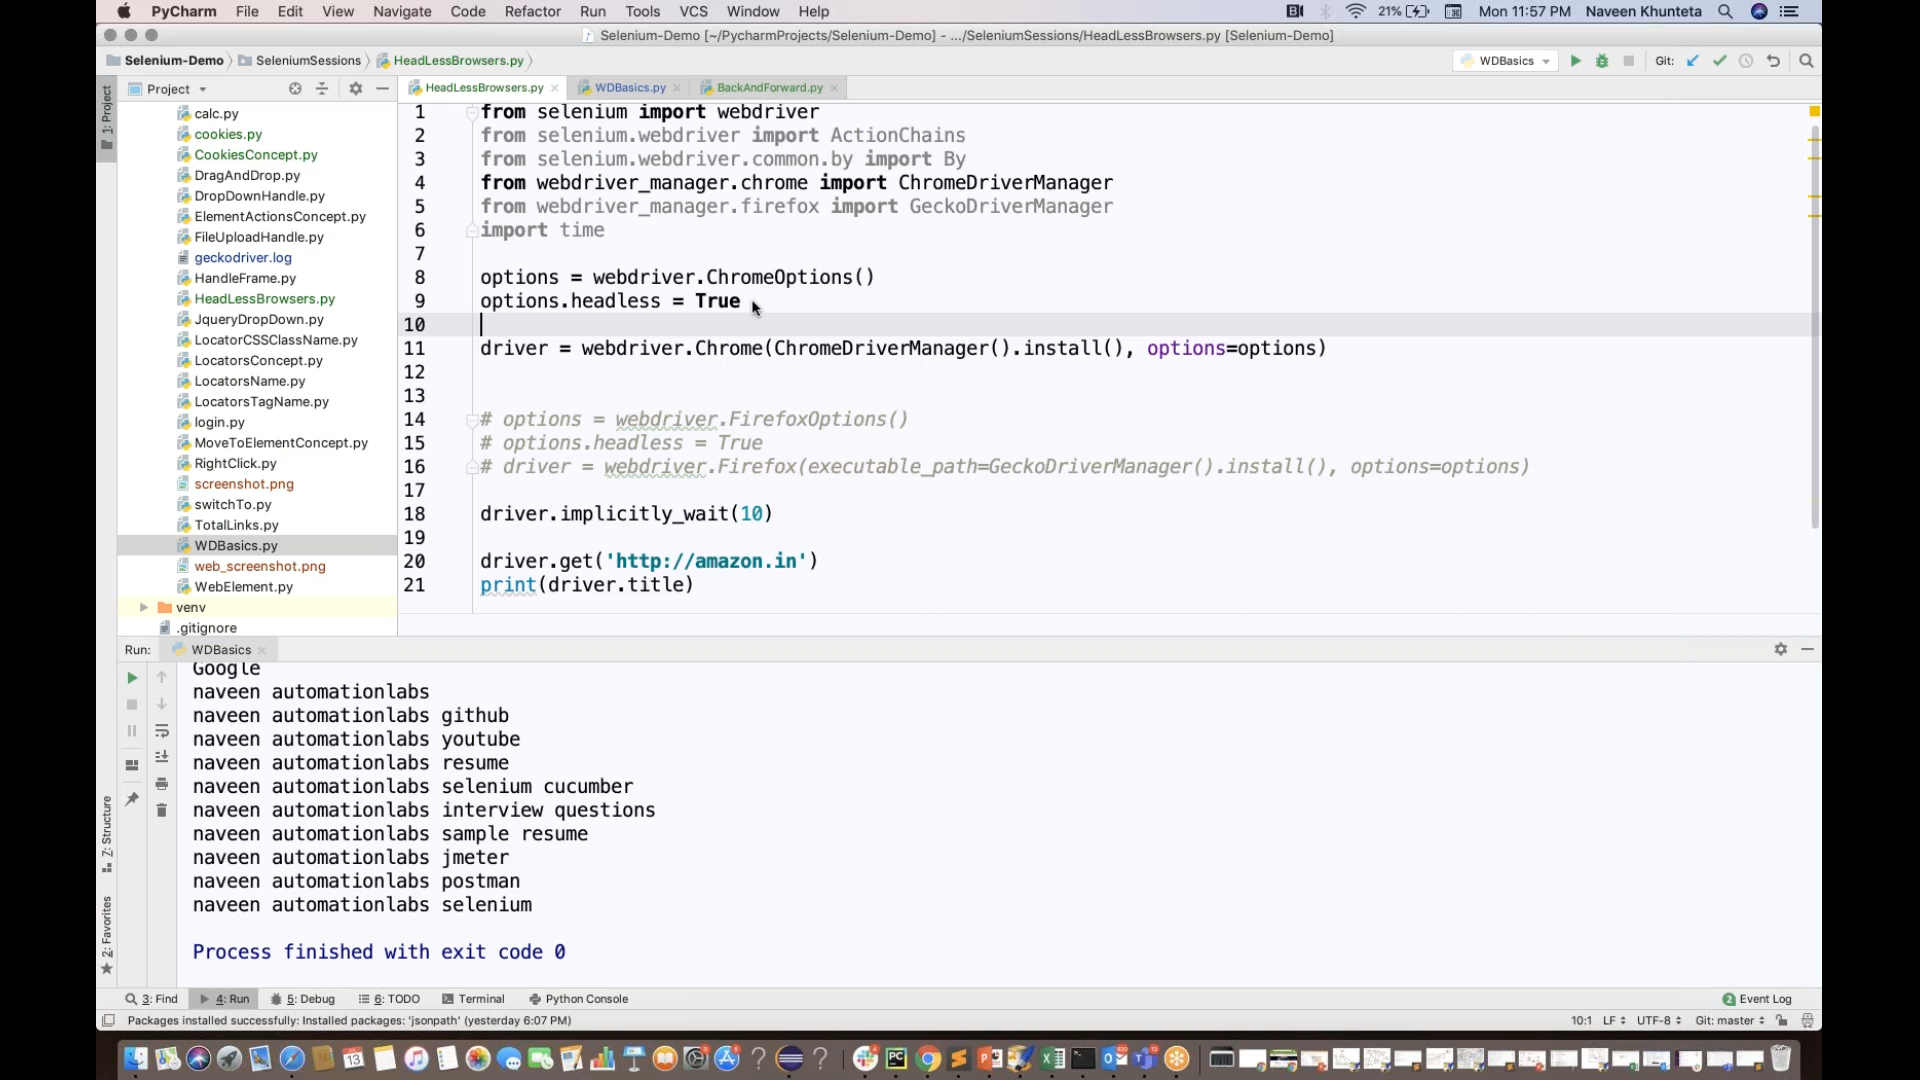 PyCharm File Edit View Navigate Code Refactor Run Tools VCS Window Help 21% Mon 11:57 PM Naveen Khunteta
Selenium-Demo [~/PycharmProjects/Selenium-Demo] - .../SeleniumSessions/HeadLessBrowsers.py [Selenium-Demo]
Selenium-Demo SeleniumSessions HeadLessBrowsers.py WDBasics Git:
Project HeadLessBrowsers.py WDBasics.py BackAndForward.py
1: Project
calc.py
cookies.py
CookiesConcept.py
DragAndDrop.py
DropDownHandle.py
ElementActionsConcept.py
FileUploadHandle.py
geckodriver.log
HandleFrame.py
HeadLessBrowsers.py
JqueryDropDown.py
LocatorCSSClassName.py
LocatorsConcept.py
LocatorsName.py
LocatorsTagName.py
login.py
MoveToElementConcept.py
RightClick.py
screenshot.png
switchTo.py
TotalLinks.py
WDBasics.py
web_screenshot.png
WebElement.py
venv
.gitignore
1 from selenium import webdriver
2 from selenium.webdriver import ActionChains
3 from selenium.webdriver.common.by import By
4 from webdriver_manager.chrome import ChromeDriverManager
5 from webdriver_manager.firefox import GeckoDriverManager
6 import time
7
8 options = webdriver.ChromeOptions()
9 options.headless = True
10
11 driver = webdriver.Chrome(ChromeDriverManager().install(), options=options)
12
13
14 # options = webdriver.FirefoxOptions()
15 # options.headless = True
16 # driver = webdriver.Firefox(executable_path=GeckoDriverManager().install(), options=options)
17
18 driver.implicitly_wait(10)
19
20 driver.get('http://amazon.in')
21 print(driver.title)
Run: WDBasics
Google
naveen automationlabs
naveen automationlabs github
naveen automationlabs youtube
naveen automationlabs resume
naveen automationlabs selenium cucumber
naveen automationlabs interview questions
naveen automationlabs sample resume
naveen automationlabs jmeter
naveen automationlabs postman
naveen automationlabs selenium
Process finished with exit code 0
7: Structure
2: Favorites
3: Find 4: Run 5: Debug 6: TODO Terminal Python Console 2 Event Log
Packages installed successfully: Installed packages: 'jsonpath' (yesterday 6:07 PM) 10:1 LF UTF-8 Git: master